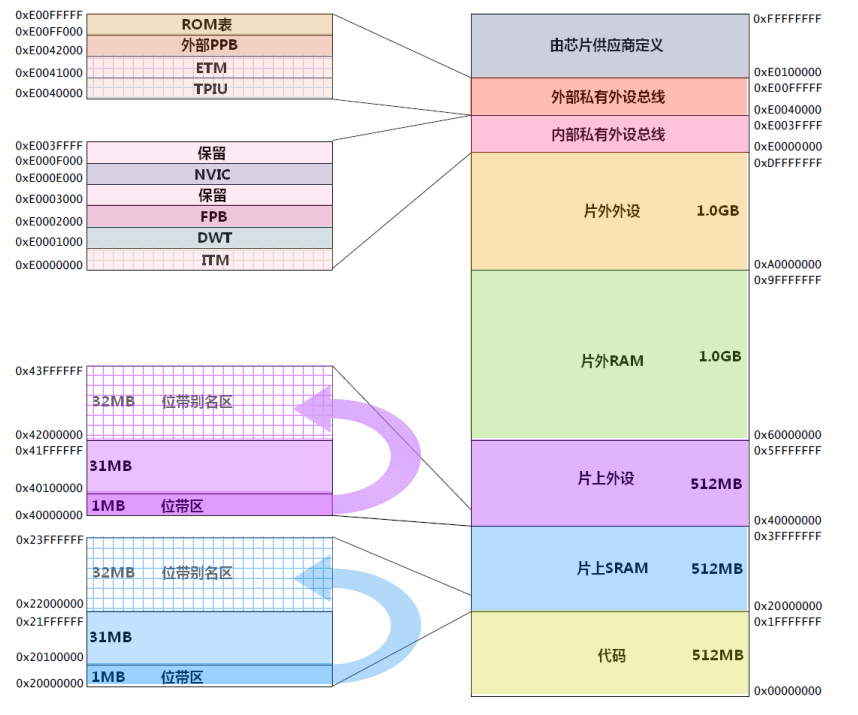 0xE00FFFFF
ROM表
0xE00FF000
外部PPB
0xE0042000
ETM
0xE0041000
TPIU
0xE0040000
0xE003FFFF
保留
0xE000F000
NVIC
0xE000E000
保留
0xE0003000
FPB
0xE0002000
DWT
0xE0001000
ITM
0xE0000000
0x43FFFFFF
32MB 位带别名区
0x42000000
0x41FFFFFF
31MB
0x40100000
1MB 位带区
0x40000000
0x23FFFFFF
32MB 位带别名区
0x22000000
0x21FFFFFF
31MB
0x20100000
1MB 位带区
0x20000000
0xFFFFFFFF
由芯片供应商定义
0xE0100000
0xE00FFFFF
外部私有外设总线
0xE0040000
0xE003FFFF
内部私有外设总线
0xE0000000
0xDFFFFFFF
片外外设 1.0GB
0xA0000000
0x9FFFFFFF
片外RAM 1.0GB
0x60000000
0x5FFFFFFF
片上外设 512MB
0x40000000
0x3FFFFFFF
片上SRAM 512MB
0x20000000
0x1FFFFFFF
代码 512MB
0x00000000